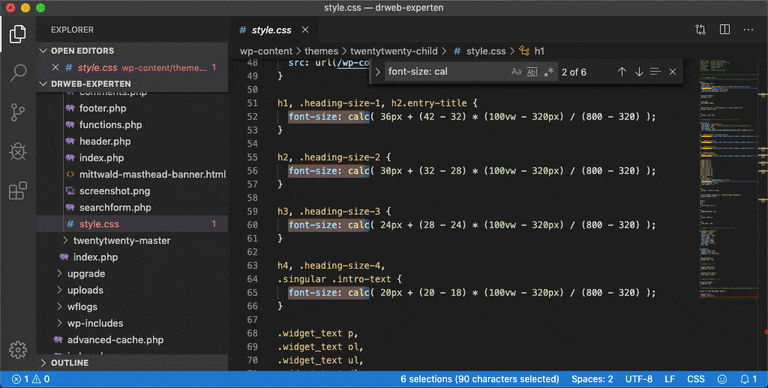 style.css — drweb-experten
EXPLORER
OPEN EDITORS
style.css wp-content/theme... 1
DRWEB-EXPERTEN
comments.php
footer.php
functions.php
header.php
index.php
mittwald-masthead-banner.html
screenshot.png
searchform.php
style.css 1
twentytwenty-master
index.php
upgrade
uploads
wflogs
wp-includes
advanced-cache.php
OUTLINE
style.css
wp-content > themes > twentytwenty-child > # style.css > h1
font-size: cal Aa Abl .* 2 of 6
48 src: url(/wp-co
49 }
50
51 h1, .heading-size-1, h2.entry-title {
52 font-size: calc( 36px + (42 - 32) * (100vw - 320px) / (800 - 320) );
53 }
54
55 h2, .heading-size-2 {
56 font-size: calc( 30px + (32 - 28) * (100vw - 320px) / (800 - 320) );
57 }
58
59 h3, .heading-size-3 {
60 font-size: calc( 24px + (28 - 24) * (100vw - 320px) / (800 - 320) );
61 }
62
63 h4, .heading-size-4,
64 .singular .intro-text {
65 font-size: calc( 20px + (20 - 18) * (100vw - 320px) / (800 - 320) );
66 }
67
68 .widget_text p,
69 .widget_text ol,
70 .widget_text ul,
71
1 0
6 selections (90 characters selected) Spaces: 2 UTF-8 LF CSS 1